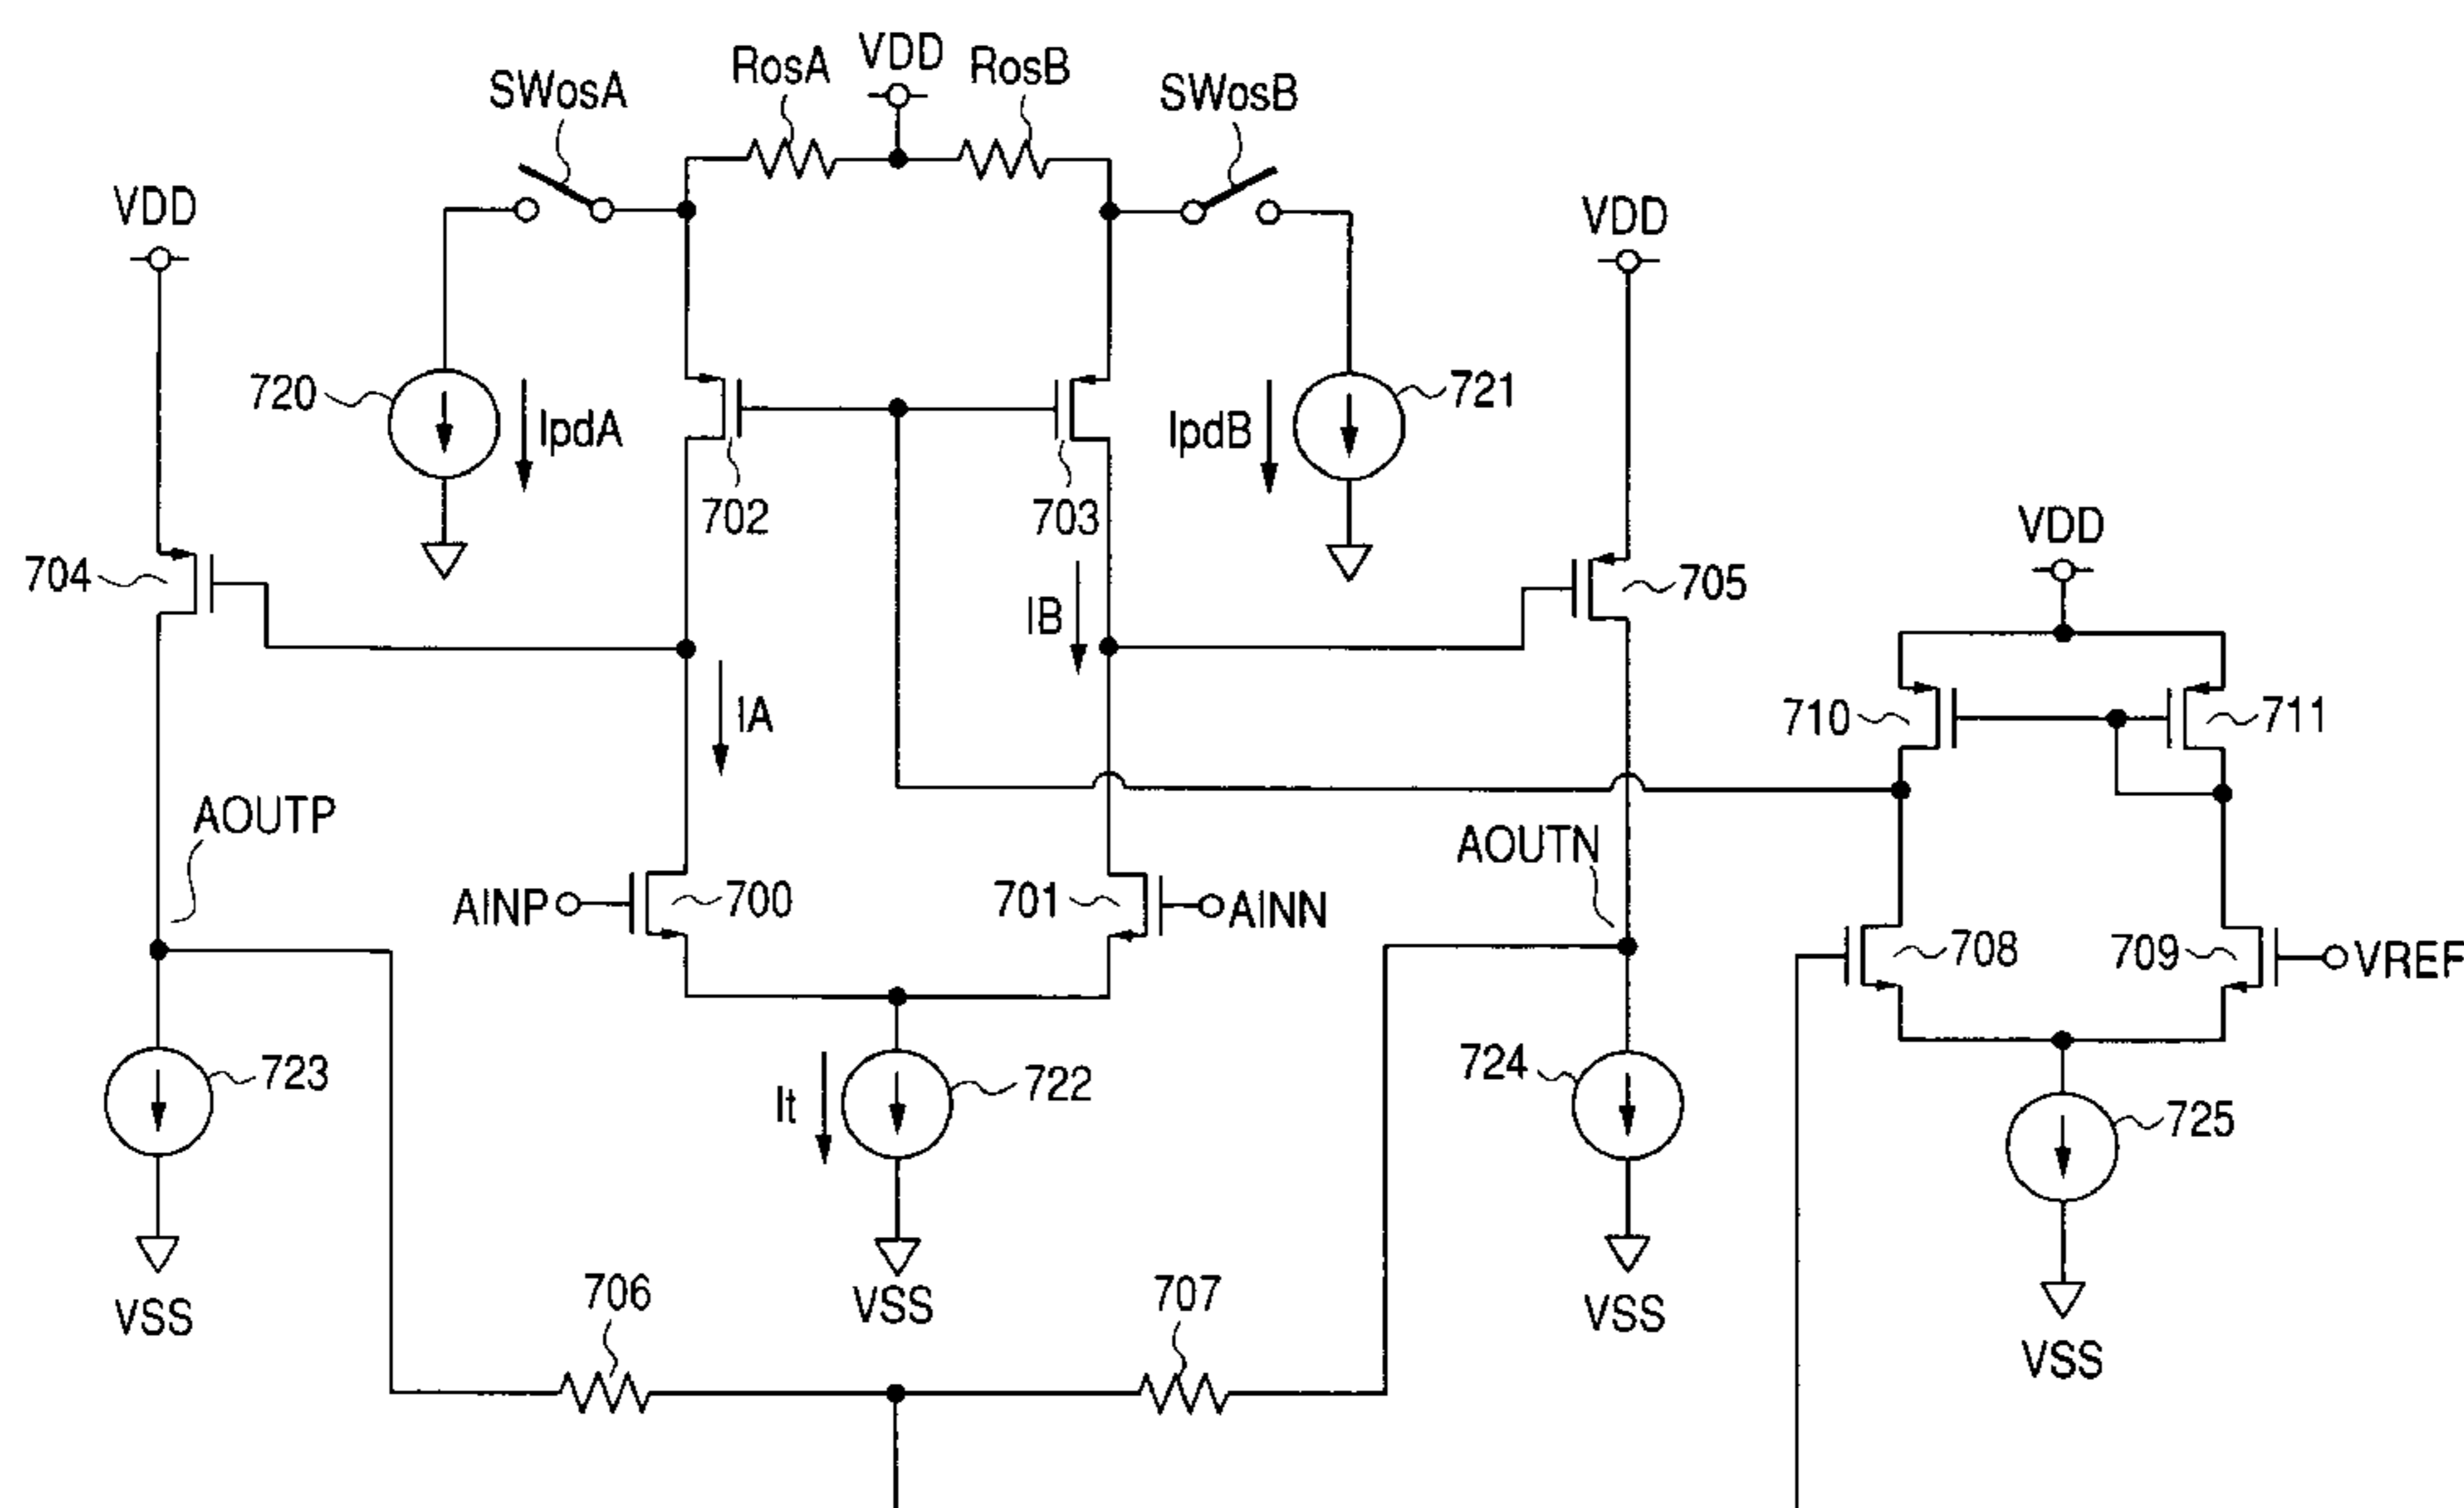 VDD
RosA
RosB
SWosA
SWosB
VDD
VDD
720
IpdA
IpdB
721
702
703
VDD
704
705
IB
710
711
IA
AOUTP
AOUTN
AINP
700
701
AINN
708
709
VREF
723
It
722
724
725
706
VSS
707
VSS
VSS
VSS